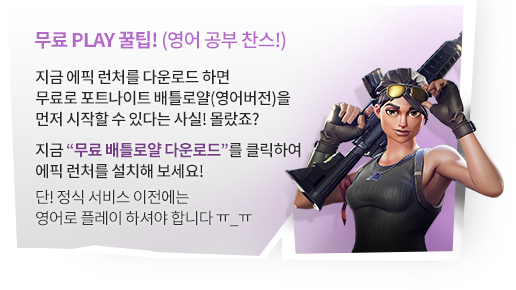 무료 PLAY 꿀팁! (영어 공부 찬스!)
지금 에픽 런처를 다운로드 하면
무료로 포트나이트 배틀로얄(영어버전)을
먼저 시작할 수 있다는 사실! 몰랐죠?
지금 “무료 배틀로얄 다운로드”를 클릭하여
에픽 런처를 설치해 보세요!
단! 정식 서비스 이전에는
영어로 플레이 하셔야 합니다 ㅠ_ㅠ